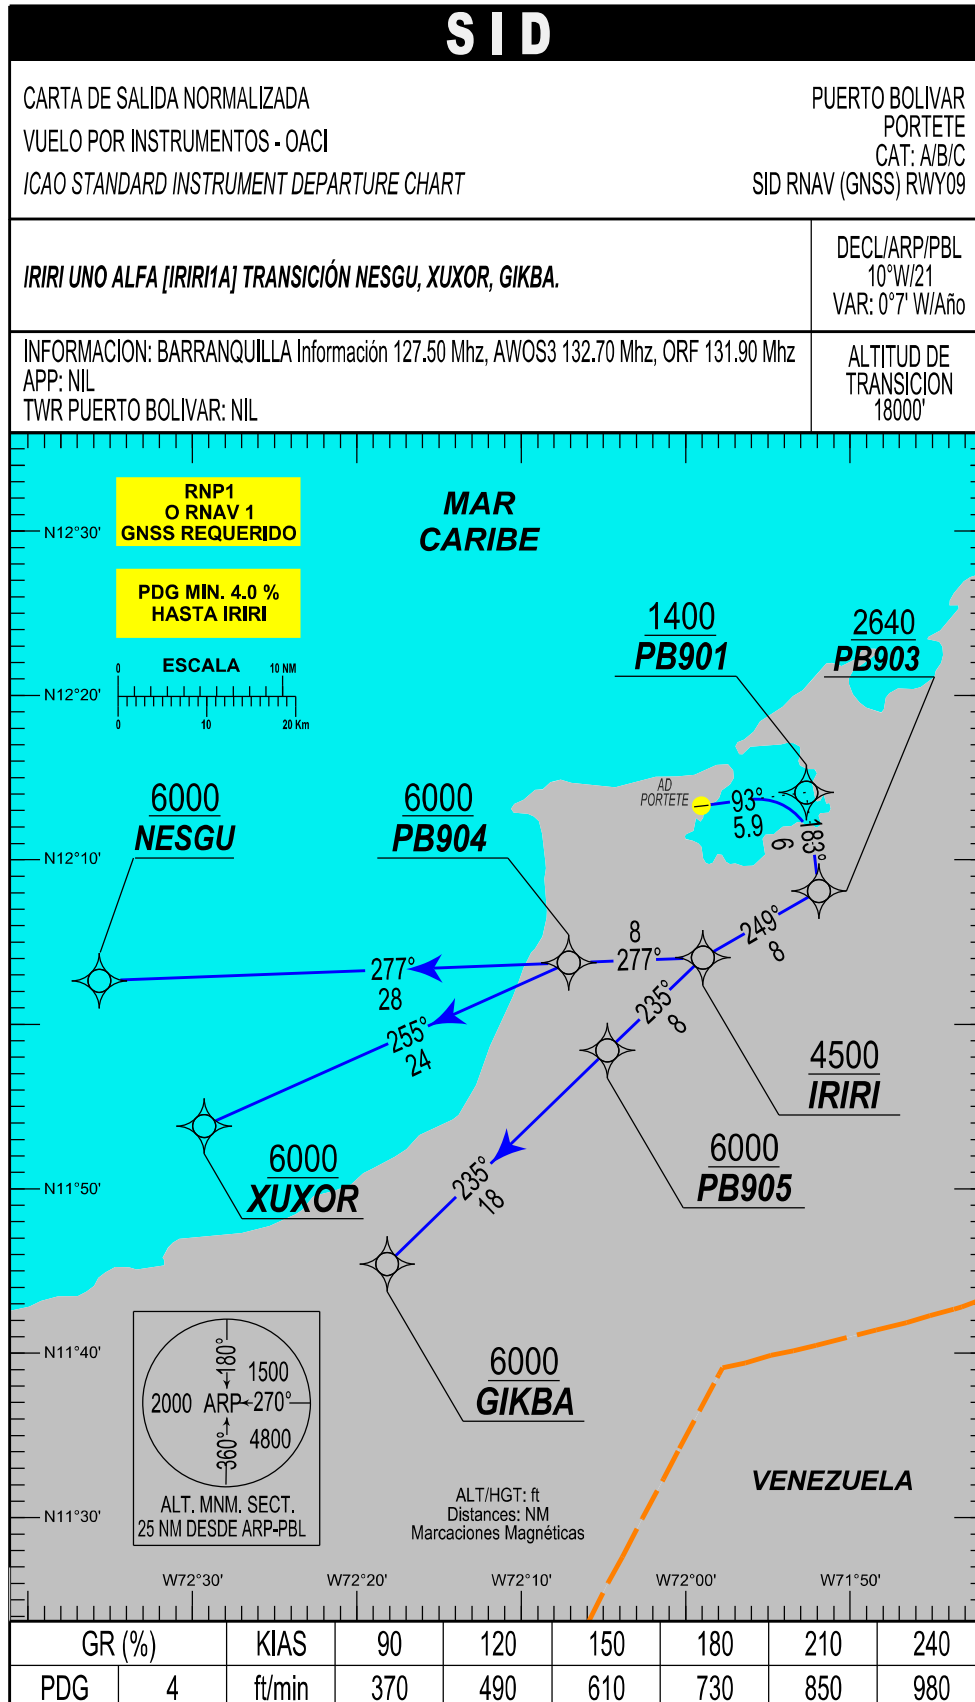 SID
CARTA DE SALIDA NORMALIZADA
VUELO POR INSTRUMENTOS - OACI
ICAO STANDARD INSTRUMENT DEPARTURE CHART
PUERTO BOLIVAR
PORTETE
CAT: A/B/C
SID RNAV (GNSS) RWY09
IRIRI UNO ALFA [IRIRI1A] TRANSICIÓN NESGU, XUXOR, GIKBA.
DECL/ARP/PBL
10°W/21
VAR: 0°7' W/Año
INFORMACION: BARRANQUILLA Información 127.50 Mhz, AWOS3 132.70 Mhz, ORF 131.90 Mhz
APP: NIL
TWR PUERTO BOLIVAR: NIL
ALTITUD DE
TRANSICION
18000'
RNP1
O RNAV 1
GNSS REQUERIDO
MAR
CARIBE
N12°30'
PDG MIN. 4.0 %
HASTA IRIRI
1400
PB901
2640
PB903
0 ESCALA 10 NM
0 10 20 Km
N12°20'
AD
PORTETE
93°
5.9
6000
NESGU
6000
PB904
183°
6
N12°10'
249°
8
8
277°
277°
28
235°
8
255°
24
4500
IRIRI
6000
XUXOR
6000
PB905
235°
18
N11°50'
N11°40'
180°
1500
2000 ARP 270°
360°
4800
ALT. MNM. SECT.
25 NM DESDE ARP-PBL
6000
GIKBA
VENEZUELA
ALT/HGT: ft
Distances: NM
Marcaciones Magnéticas
N11°30'
W72°30' W72°20' W72°10' W72°00' W71°50'
GR (%) KIAS 90 120 150 180 210 240
PDG 4 ft/min 370 490 610 730 850 980